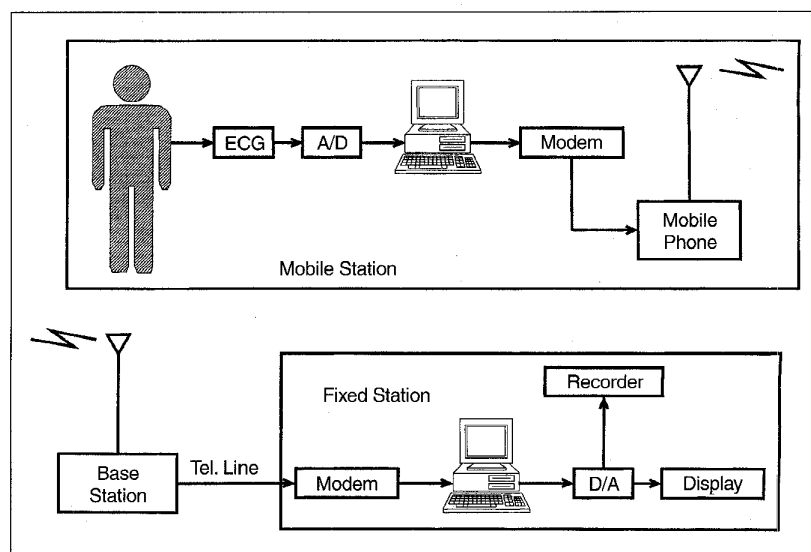 ECG
A/D
Modem
Mobile
Phone
Mobile Station
Fixed Station
Recorder
Base
Station
Tel. Line
Modem
D/A
Display